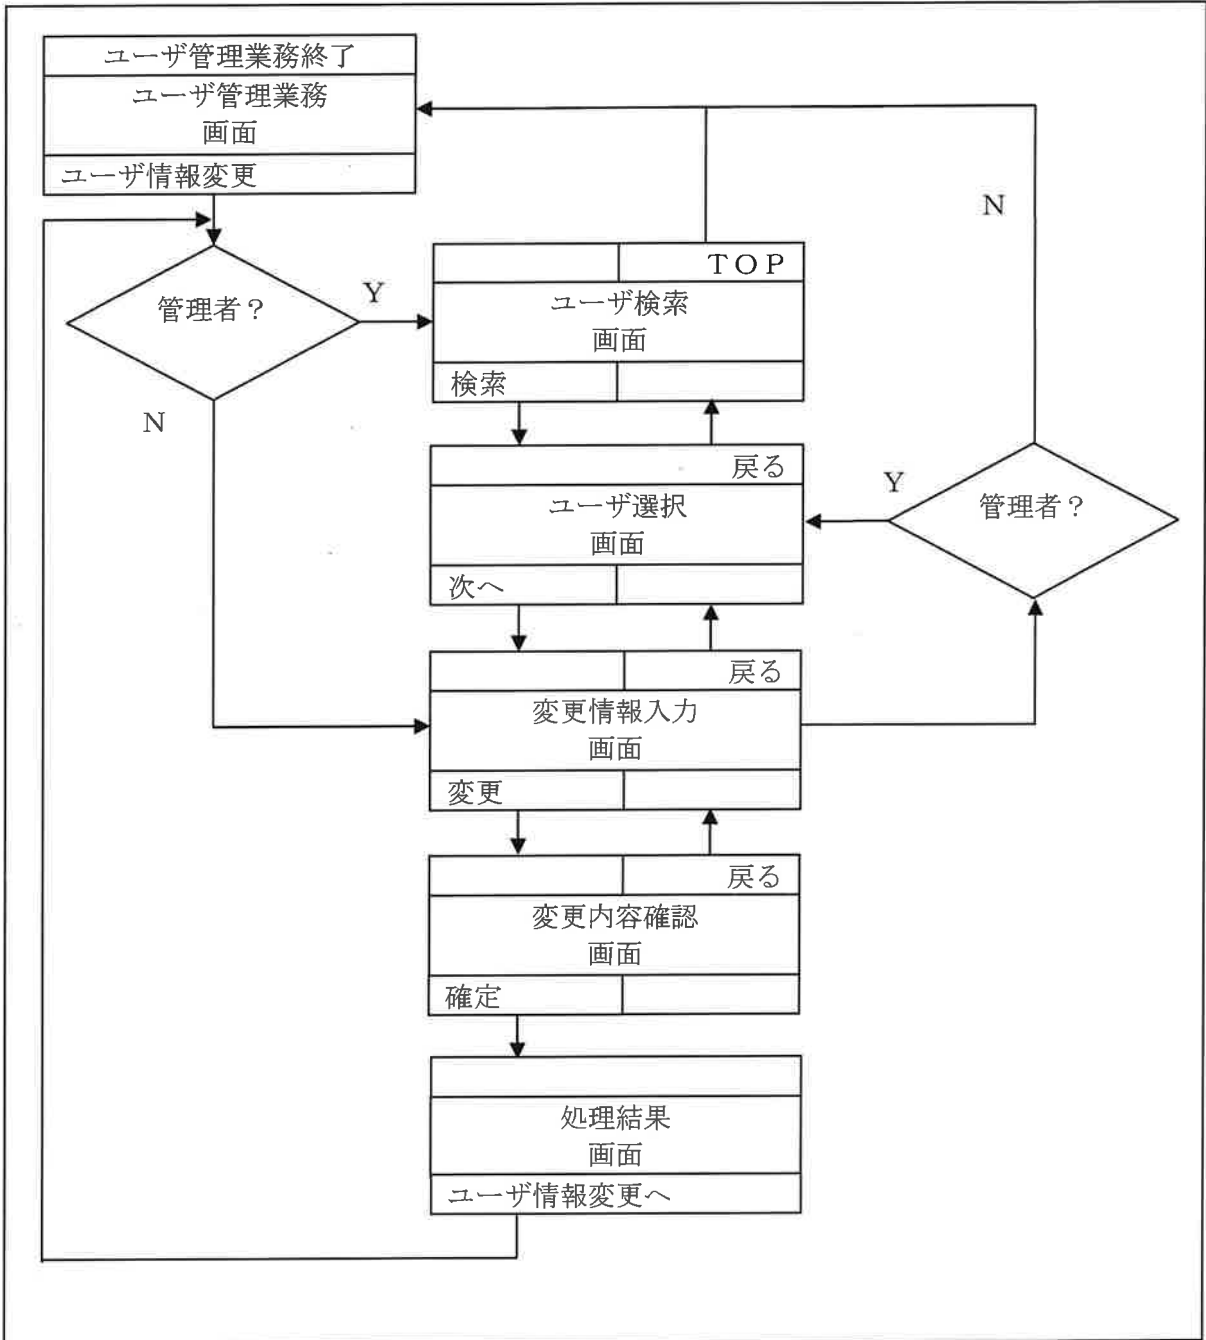 ユーザ管理業務終了
ユーザ管理業務
画面
ユーザ情報変更
N
管理者？
Y
TOP
ユーザ検索
画面
検索
N
戻る
ユーザ選択
画面
次へ
Y
管理者？
戻る
変更情報入力
画面
変更
戻る
変更内容確認
画面
確定
処理結果
画面
ユーザ情報変更へ